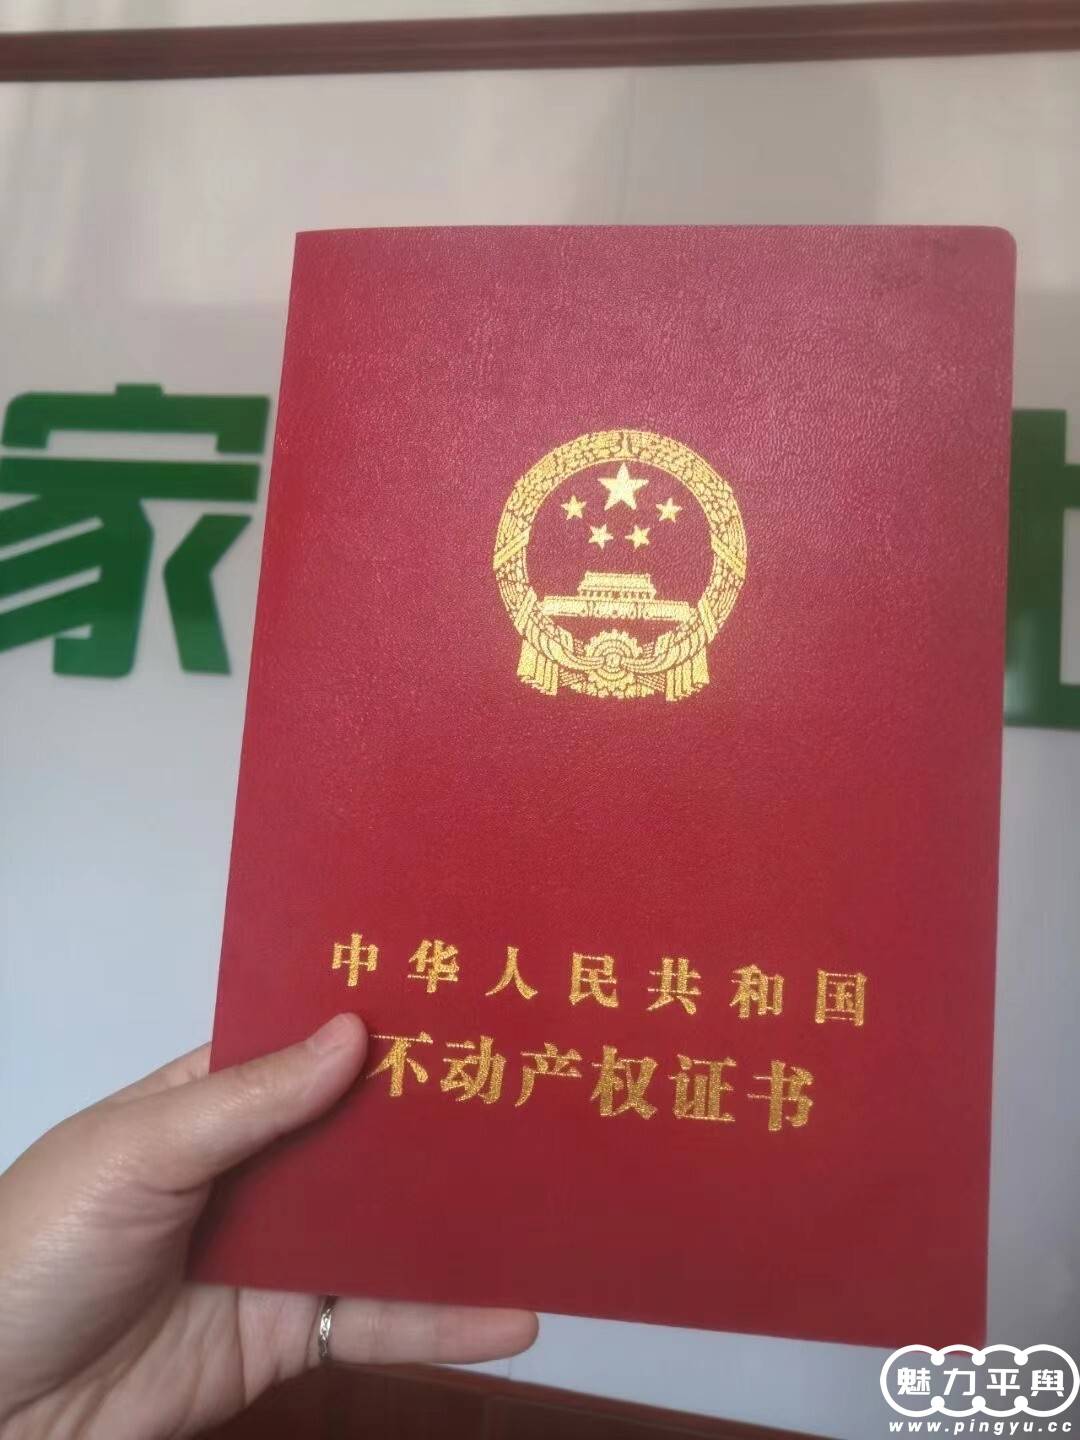 家
中华人民共和国
不动产权证书
魅力平舆
www.pingyu.cc